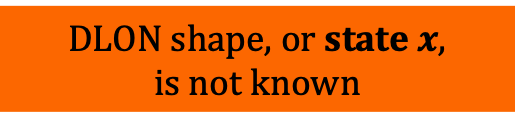 DLON shape, or state x,
is not known